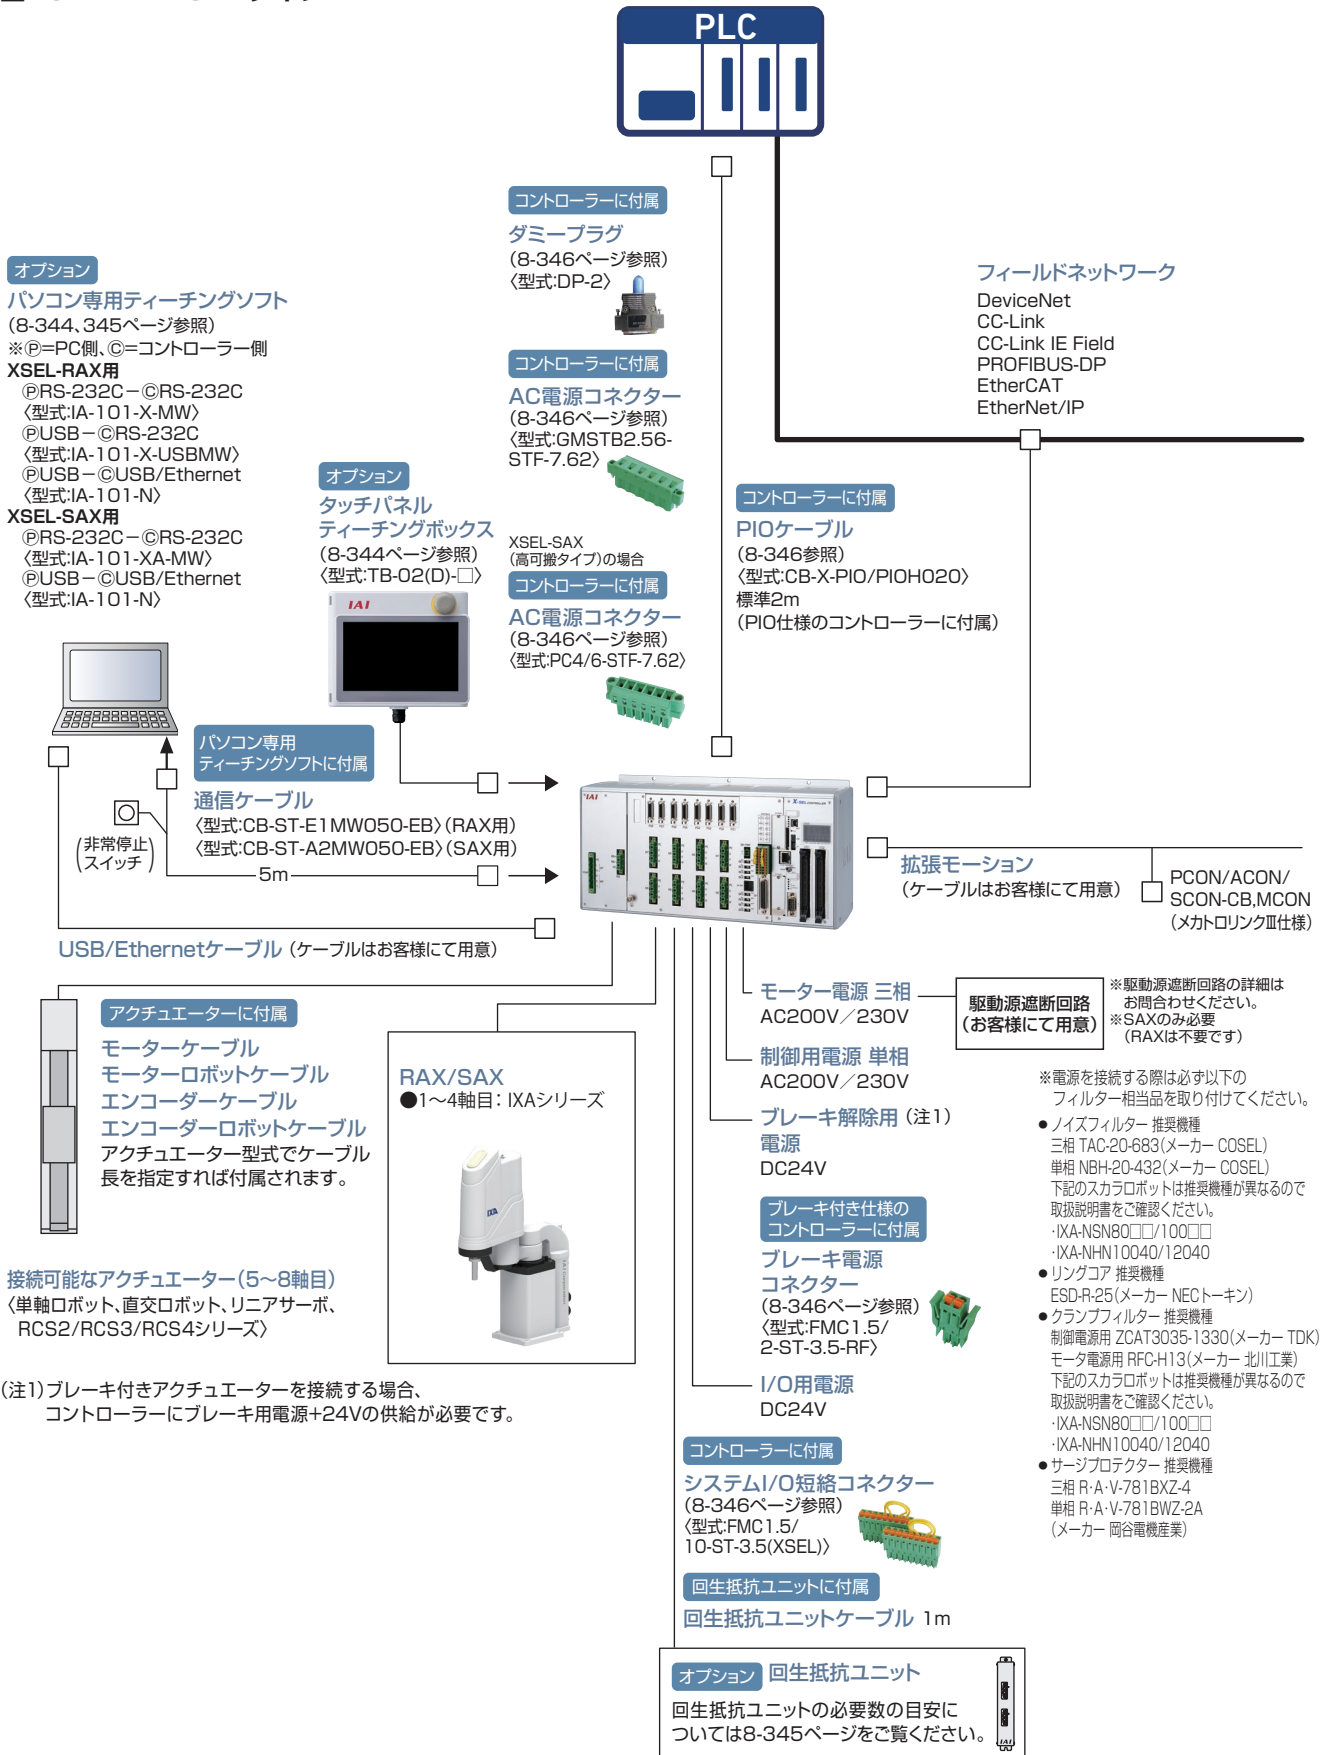 PLC
コントローラーに付属
ダミープラグ
(8-346ページ参照)
〈型式:DP-2〉
オプション
パソコン専用ティーチングソフト
(8-344、345ページ参照)
※Ⓟ=PC側、Ⓒ=コントローラー側
XSEL-RAX用
ⓅRS-232C－ⒸRS-232C
〈型式:IA-101-X-MW〉
ⓅUSB－ⒸRS-232C
〈型式:IA-101-X-USBMW〉
ⓅUSB－ⒸUSB/Ethernet
〈型式:IA-101-N〉
XSEL-SAX用
ⓅRS-232C－ⒸRS-232C
〈型式:IA-101-XA-MW〉
ⓅUSB－ⒸUSB/Ethernet
〈型式:IA-101-N〉
コントローラーに付属
AC電源コネクター
(8-346ページ参照)
〈型式:GMSTB2.56-
STF-7.62〉
フィールドネットワーク
DeviceNet
CC-Link
CC-Link IE Field
PROFIBUS-DP
EtherCAT
EtherNet/IP
オプション
タッチパネル
ティーチングボックス
(8-344ページ参照)
〈型式:TB-02(D)-□〉
IAI
XSEL-SAX
(高可搬タイプ)の場合
コントローラーに付属
AC電源コネクター
(8-346ページ参照)
〈型式:PC4/6-STF-7.62〉
コントローラーに付属
PIOケーブル
(8-346参照)
〈型式:CB-X-PIO/PIOH020〉
標準2m
(PIO仕様のコントローラーに付属)
パソコン専用
ティーチングソフトに付属
通信ケーブル
〈型式:CB-ST-E1MW050-EB〉(RAX用)
〈型式:CB-ST-A2MW050-EB〉(SAX用)
(非常停止
スイッチ)
5m
USB/Ethernetケーブル (ケーブルはお客様にて用意)
IAI
X-SEL CONTROLLER
拡張モーション
(ケーブルはお客様にて用意)
PCON/ACON/
SCON-CB,MCON
(メカトロリンクⅢ仕様)
アクチュエーターに付属
モーターケーブル
モーターロボットケーブル
エンコーダーケーブル
エンコーダーロボットケーブル
アクチュエーター型式でケーブル
長を指定すれば付属されます。
接続可能なアクチュエーター(5～8軸目)
〈単軸ロボット、直交ロボット、リニアサーボ、
RCS2/RCS3/RCS4シリーズ〉
RAX/SAX
●1～4軸目: IXAシリーズ
IXA
モーター電源 三相
AC200V／230V
駆動源遮断回路
(お客様にて用意)
※駆動源遮断回路の詳細は
お問合わせください。
※SAXのみ必要
(RAXは不要です)
制御用電源 単相
AC200V／230V
ブレーキ解除用 (注1)
電源
DC24V
ブレーキ付き仕様の
コントローラーに付属
ブレーキ電源
コネクター
(8-346ページ参照)
〈型式:FMC1.5/
2-ST-3.5-RF〉
I/O用電源
DC24V
コントローラーに付属
システムI/O短絡コネクター
(8-346ページ参照)
〈型式:FMC1.5/
10-ST-3.5(XSEL)〉
回生抵抗ユニットに付属
回生抵抗ユニットケーブル 1m
オプション 回生抵抗ユニット
回生抵抗ユニットの必要数の目安に
ついては8-345ページをご覧ください。
IAI
※電源を接続する際は必ず以下の
フィルター相当品を取り付けてください。
●ノイズフィルター 推奨機種
三相 TAC-20-683(メーカー COSEL)
単相 NBH-20-432(メーカー COSEL)
下記のスカラロボットは推奨機種が異なるので
取扱説明書をご確認ください。
・IXA-NSN80□□/100□□
・IXA-NHN10040/12040
●リングコア 推奨機種
ESD-R-25(メーカー NECトーキン)
●クランプフィルター 推奨機種
制御電源用 ZCAT3035-1330(メーカー TDK)
モータ電源用 RFC-H13(メーカー 北川工業)
下記のスカラロボットは推奨機種が異なるので
取扱説明書をご確認ください。
・IXA-NSN80□□/100□□
・IXA-NHN10040/12040
●サージプロテクター 推奨機種
三相 R・A・V-781BXZ-4
単相 R・A・V-781BWZ-2A
(メーカー 岡谷電機産業)
(注1)ブレーキ付きアクチュエーターを接続する場合、
コントローラーにブレーキ用電源+24Vの供給が必要です。